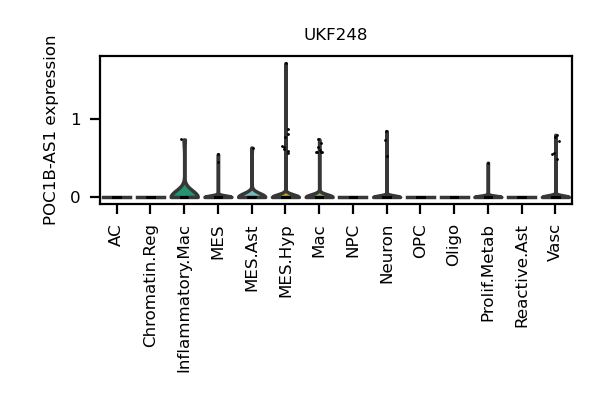 UKF248
POC1B-AS1 expression
1
0
AC
Chromatin.Reg
Inflammatory.Mac
MES
MES.Ast
MES.Hyp
Mac
NPC
Neuron
OPC
Oligo
Prolif.Metab
Reactive.Ast
Vasc